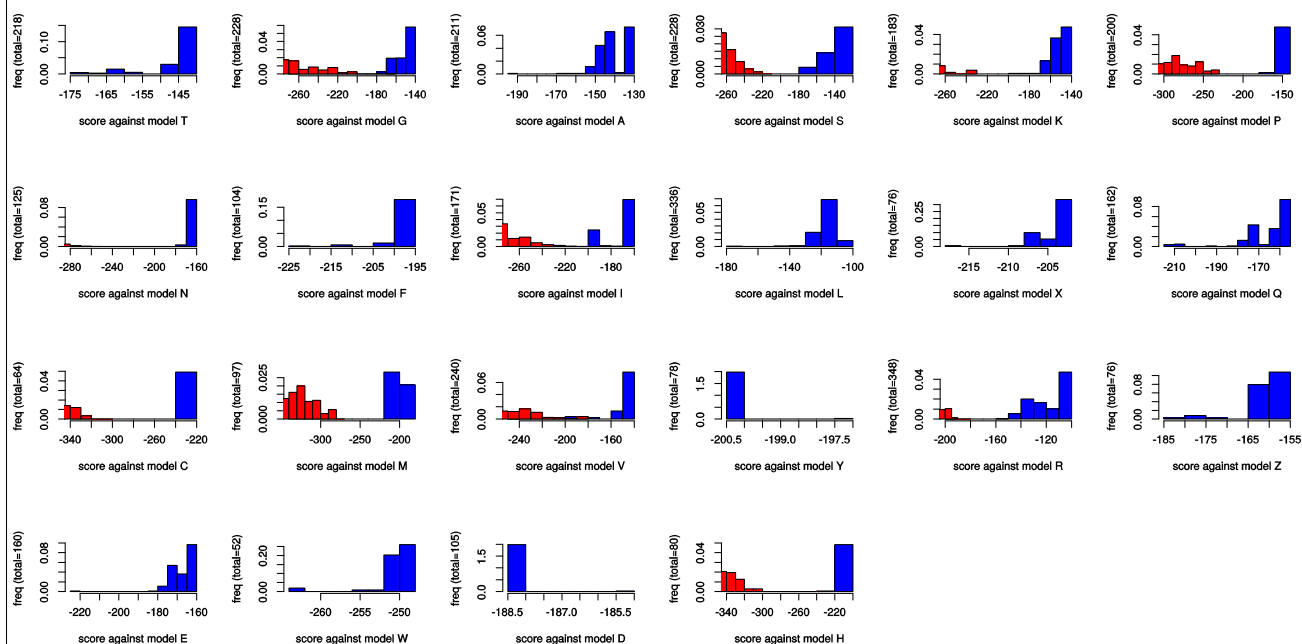 freq (total=218)
0.00 0.10
-175 -165 -155 -145
score against model T
freq (total=228)
0.00 0.04
-260 -220 -180 -140
score against model G
freq (total=211)
0.00 0.06
-190 -170 -150 -130
score against model A
freq (total=228)
0.000 0.030
-260 -220 -180 -140
score against model S
freq (total=183)
0.00 0.04
-260 -220 -180 -140
score against model K
freq (total=200)
0.00 0.04
-300 -250 -200 -150
score against model P
freq (total=125)
0.00 0.08
-280 -240 -200 -160
score against model N
freq (total=104)
0.00 0.15
-225 -215 -205 -195
score against model F
freq (total=171)
0.00 0.05
-260 -220 -180
score against model I
freq (total=336)
0.00 0.05
-180 -140 -100
score against model L
freq (total=76)
0.00 0.25
-215 -210 -205
score against model X
freq (total=162)
0.00 0.08
-210 -190 -170
score against model Q
freq (total=64)
0.00 0.04
-340 -300 -260 -220
score against model C
freq (total=97)
0.000 0.025
-300 -250 -200
score against model M
freq (total=240)
0.00 0.06
-240 -200 -160
score against model V
freq (total=78)
0.0 1.5
-200.5 -199.0 -197.5
score against model Y
freq (total=348)
0.00 0.04
-200 -160 -120
score against model R
freq (total=76)
0.00 0.08
-185 -175 -165 -155
score against model Z
freq (total=160)
0.00 0.08
-220 -200 -180 -160
score against model E
freq (total=52)
0.00 0.20
-260 -255 -250
score against model W
freq (total=105)
0.0 1.5
-188.5 -187.0 -185.5
score against model D
freq (total=80)
0.00 0.04
-340 -300 -260 -220
score against model H